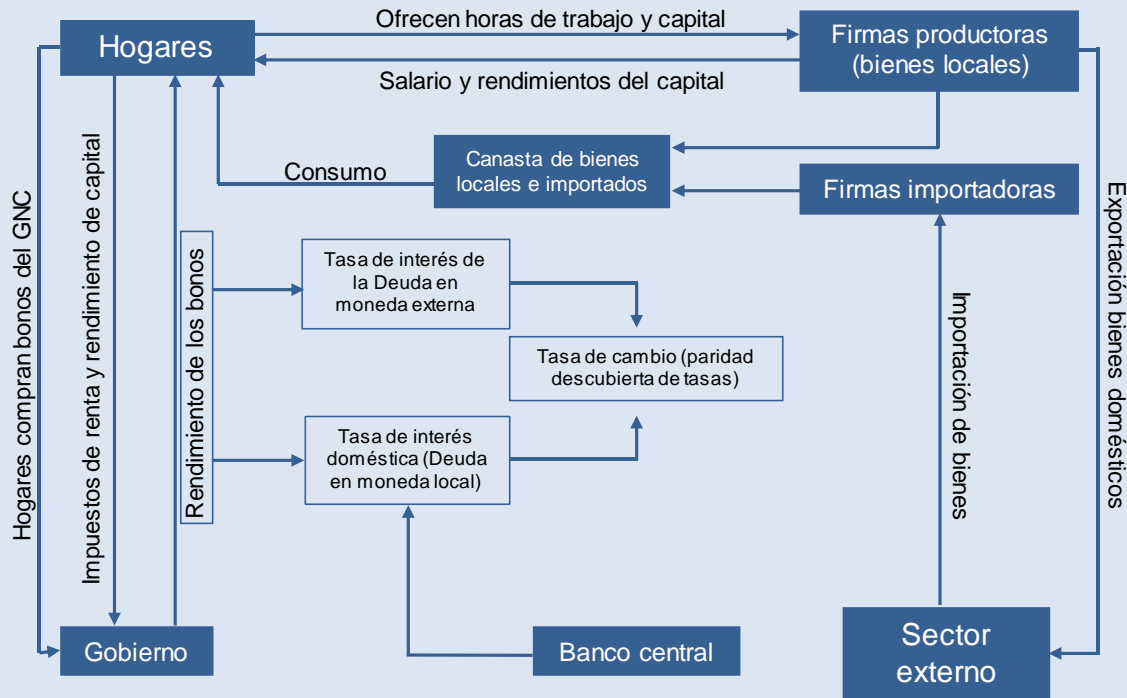 Ofrecen horas de trabajo y capital
Hogares
Firmas productoras
(bienes locales)
Salario y rendimientos del capital
Consumo
Canasta de bienes
locales e importados
Firmas importadoras
Hogares compran bonos del GNC
Impuestos de renta y rendimiento de capital
Rendimiento de los bonos
Tasa de interés de
la Deuda en
moneda externa
Tasa de cambio (paridad
descubierta de tasas)
Tasa de interés
doméstica (Deuda
en moneda local)
Importación de bienes
Exportación bienes domésticos
Gobierno
Banco central
Sector
externo